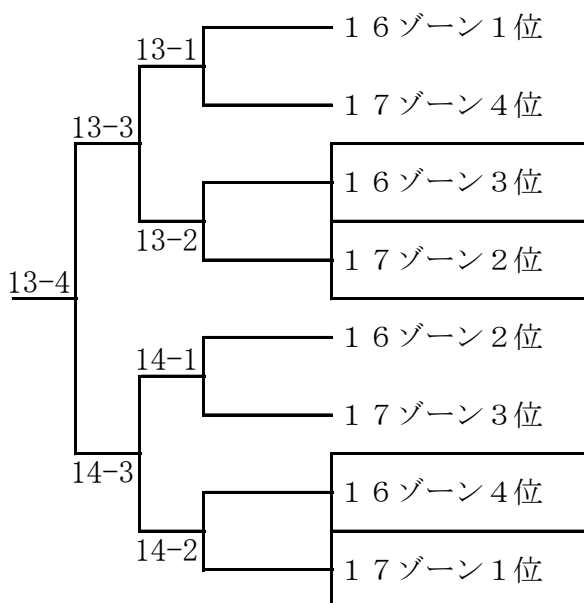 １６ゾーン１位
13-1
１７ゾーン４位
13-3
１６ゾーン３位
13-2
１７ゾーン２位
13-4
１６ゾーン２位
14-1
１７ゾーン３位
14-3
１６ゾーン４位
14-2
１７ゾーン１位